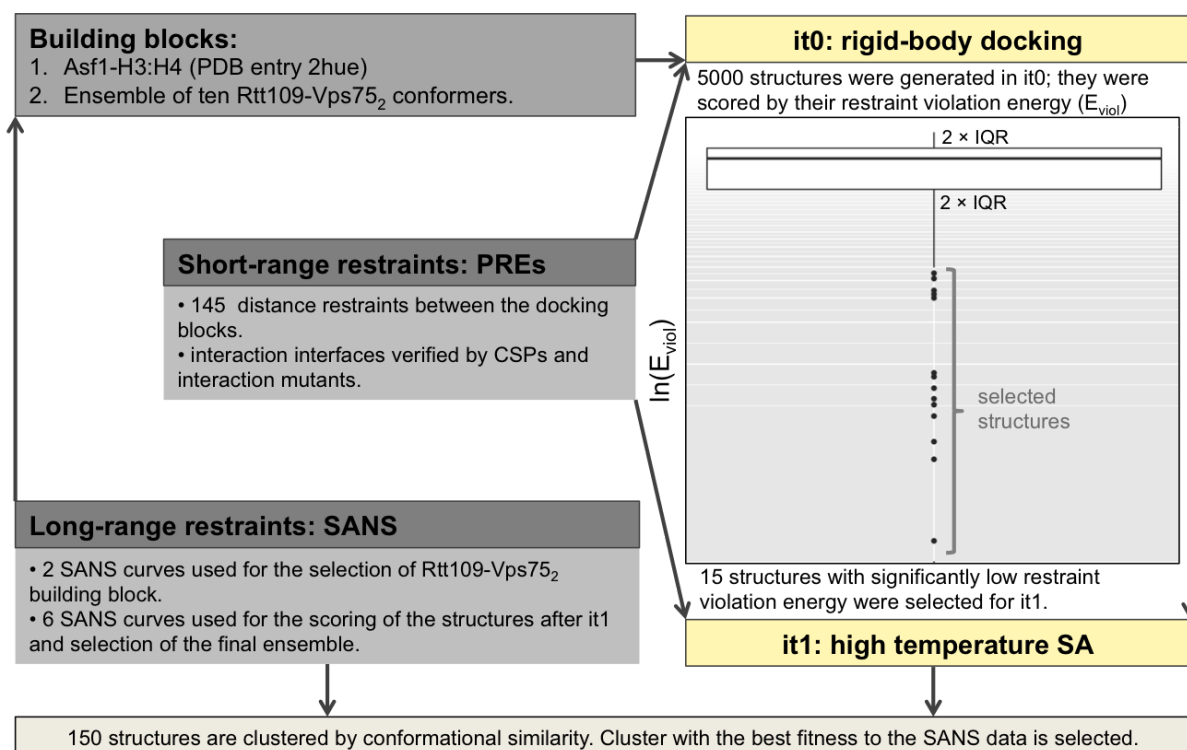 Building blocks:
1. Asf1-H3:H4 (PDB entry 2hue)
2. Ensemble of ten Rtt109-Vps75₂ conformers.
it0: rigid-body docking
5000 structures were generated in it0; they were
scored by their restraint violation energy (Eviol)
2 × IQR
2 × IQR
ln(Eviol)
selected
structures
Short-range restraints: PREs
• 145 distance restraints between the docking
blocks.
• interaction interfaces verified by CSPs and
interaction mutants.
Long-range restraints: SANS
• 2 SANS curves used for the selection of Rtt109-Vps75₂
building block.
• 6 SANS curves used for the scoring of the structures after it1
and selection of the final ensemble.
15 structures with significantly low restraint
violation energy were selected for it1.
it1: high temperature SA
150 structures are clustered by conformational similarity. Cluster with the best fitness to the SANS data is selected.